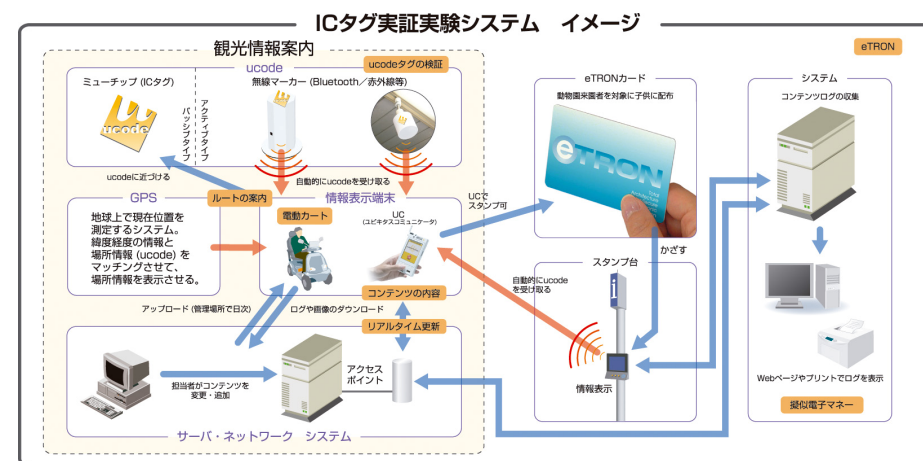 ICタグ実証実験システム イメージ
eTRON
観光情報案内
ucode
ucodeタグの検証
ミューチップ (ICタグ)
無線マーカー (Bluetooth/赤外線等)
パッシブタイプ
アクティブタイプ
ucode
ucodeに近づける
自動的にucodeを受け取る
GPS
地球上で現在位置を
測定するシステム。
緯度経度の情報と
場所情報 (ucode) を
マッチングさせて、
場所情報を表示させる。
ルートの案内
情報表示端末
電動カート
UC
(ユビキタスコミュニケータ)
コンテンツの内容
アップロード (管理場所で日次)
ログや画像のダウンロード
リアルタイム更新
担当者がコンテンツを
変更・追加
アクセス
ポイント
サーバ・ネットワーク システム
UCで
スタンプ可
自動的にucode
を受け取る
eTRONカード
動物園来園者を対象に子供に配布
eTRON
かざす
スタンプ台
i
情報表示
システム
コンテンツログの収集
Webページやプリントでログを表示
擬似電子マネー